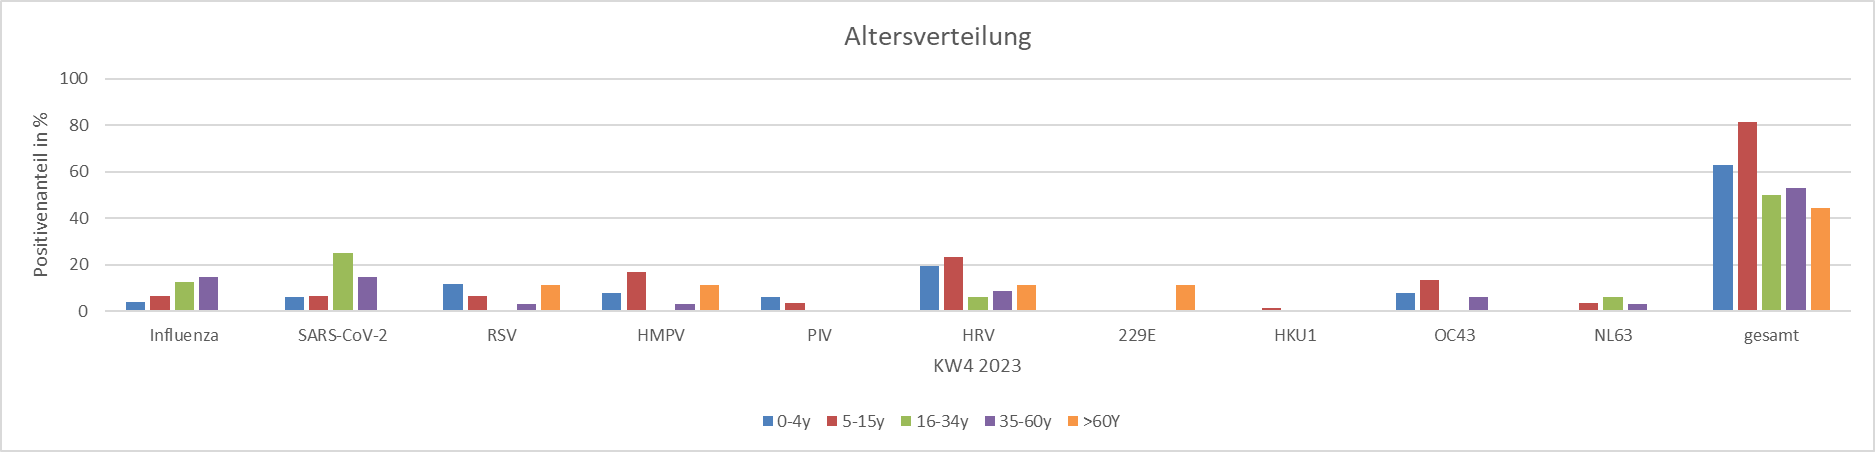 Altersverteilung
Positivenanteil in %
100
80
60
40
20
0
Influenza SARS-CoV-2 RSV HMPV PIV HRV 229E HKU1 OC43 NL63 gesamt
KW4 2023
0-4y 5-15y 16-34y 35-60y >60Y